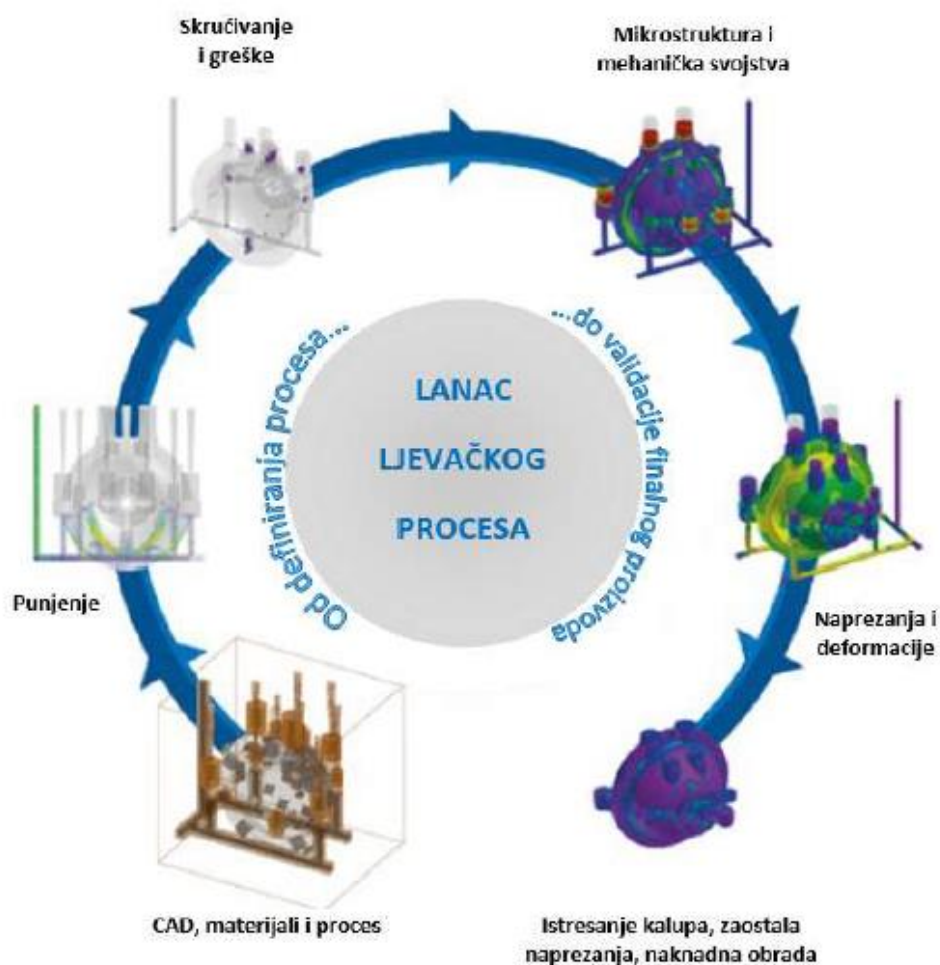 Skrućivanje
i greške
Mikrostruktura i
mehanička svojstva
Od definiranja procesa...
...do validacije finalnog proizvoda
LANAC
LJEVAČKOG
PROCESA
Punjenje
Naprezanja i
deformacije
CAD, materijali i proces
Istresanje kalupa, zaostala
naprezanja, naknadna obrada